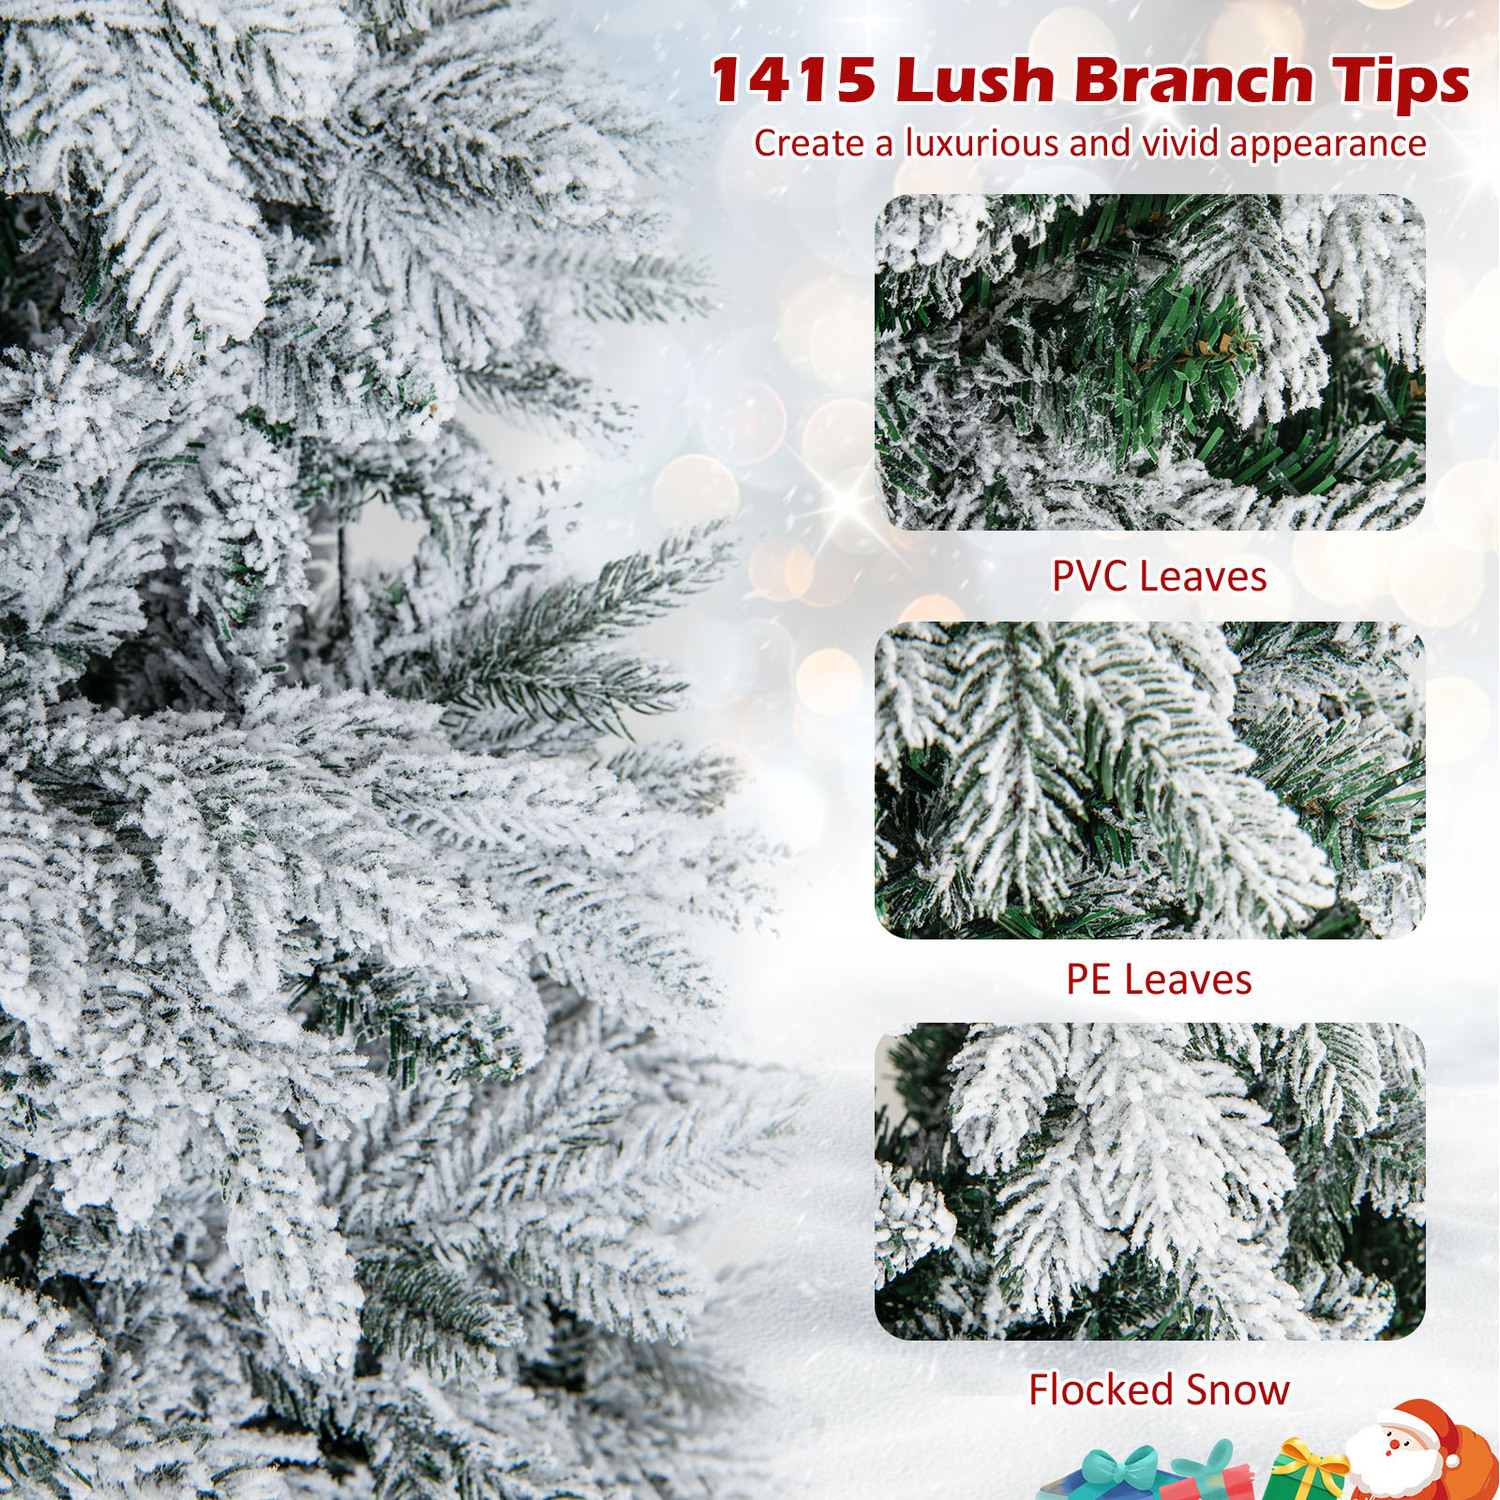 1415 Lush Branch Tips
Create a luxurious and vivid appearance
PVC Leaves
PE Leaves
Flocked Snow